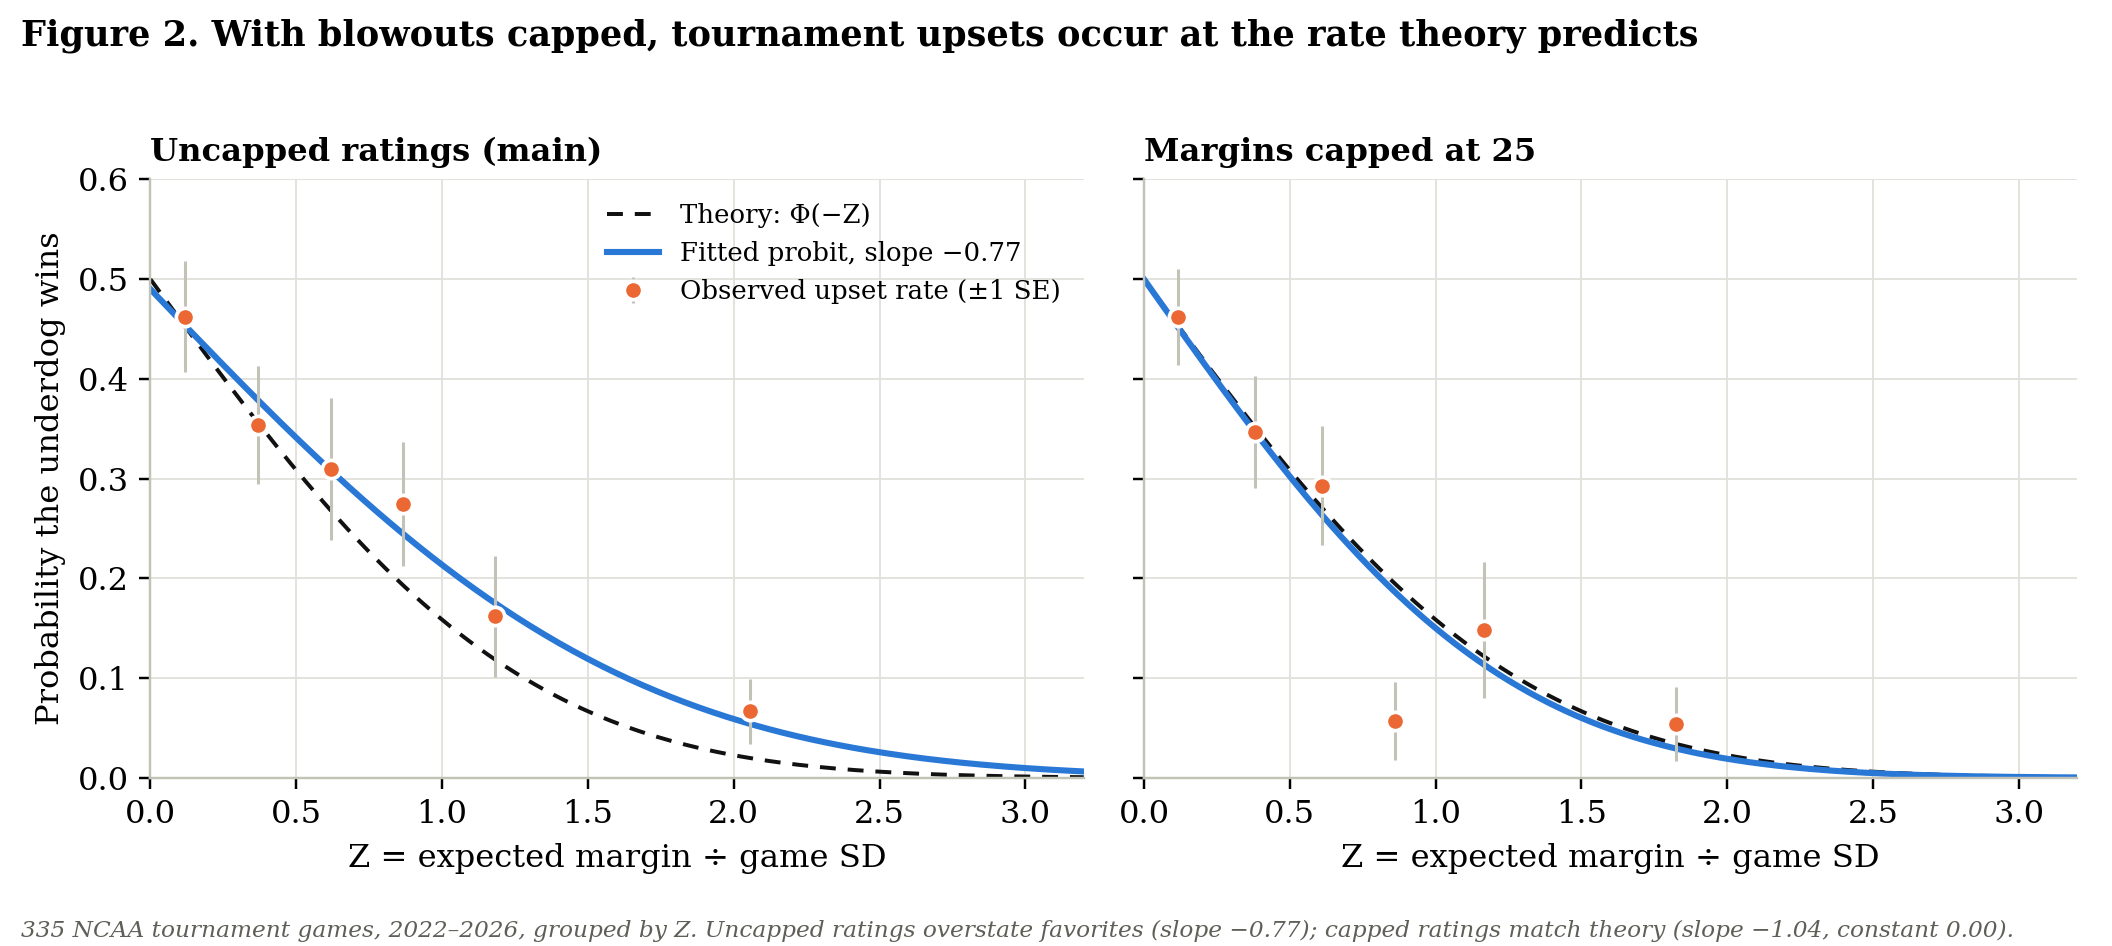 Figure 2. With blowouts capped, tournament upsets occur at the rate theory predicts
Uncapped ratings (main)
Probability the underdog wins
0.6
0.5
0.4
0.3
0.2
0.1
0.0
Theory: Φ(−Z)
Fitted probit, slope −0.77
Observed upset rate (±1 SE)
0.0 0.5 1.0 1.5 2.0 2.5 3.0
Z = expected margin ÷ game SD
Margins capped at 25
0.0 0.5 1.0 1.5 2.0 2.5 3.0
Z = expected margin ÷ game SD
335 NCAA tournament games, 2022–2026, grouped by Z. Uncapped ratings overstate favorites (slope −0.77); capped ratings match theory (slope −1.04, constant 0.00).